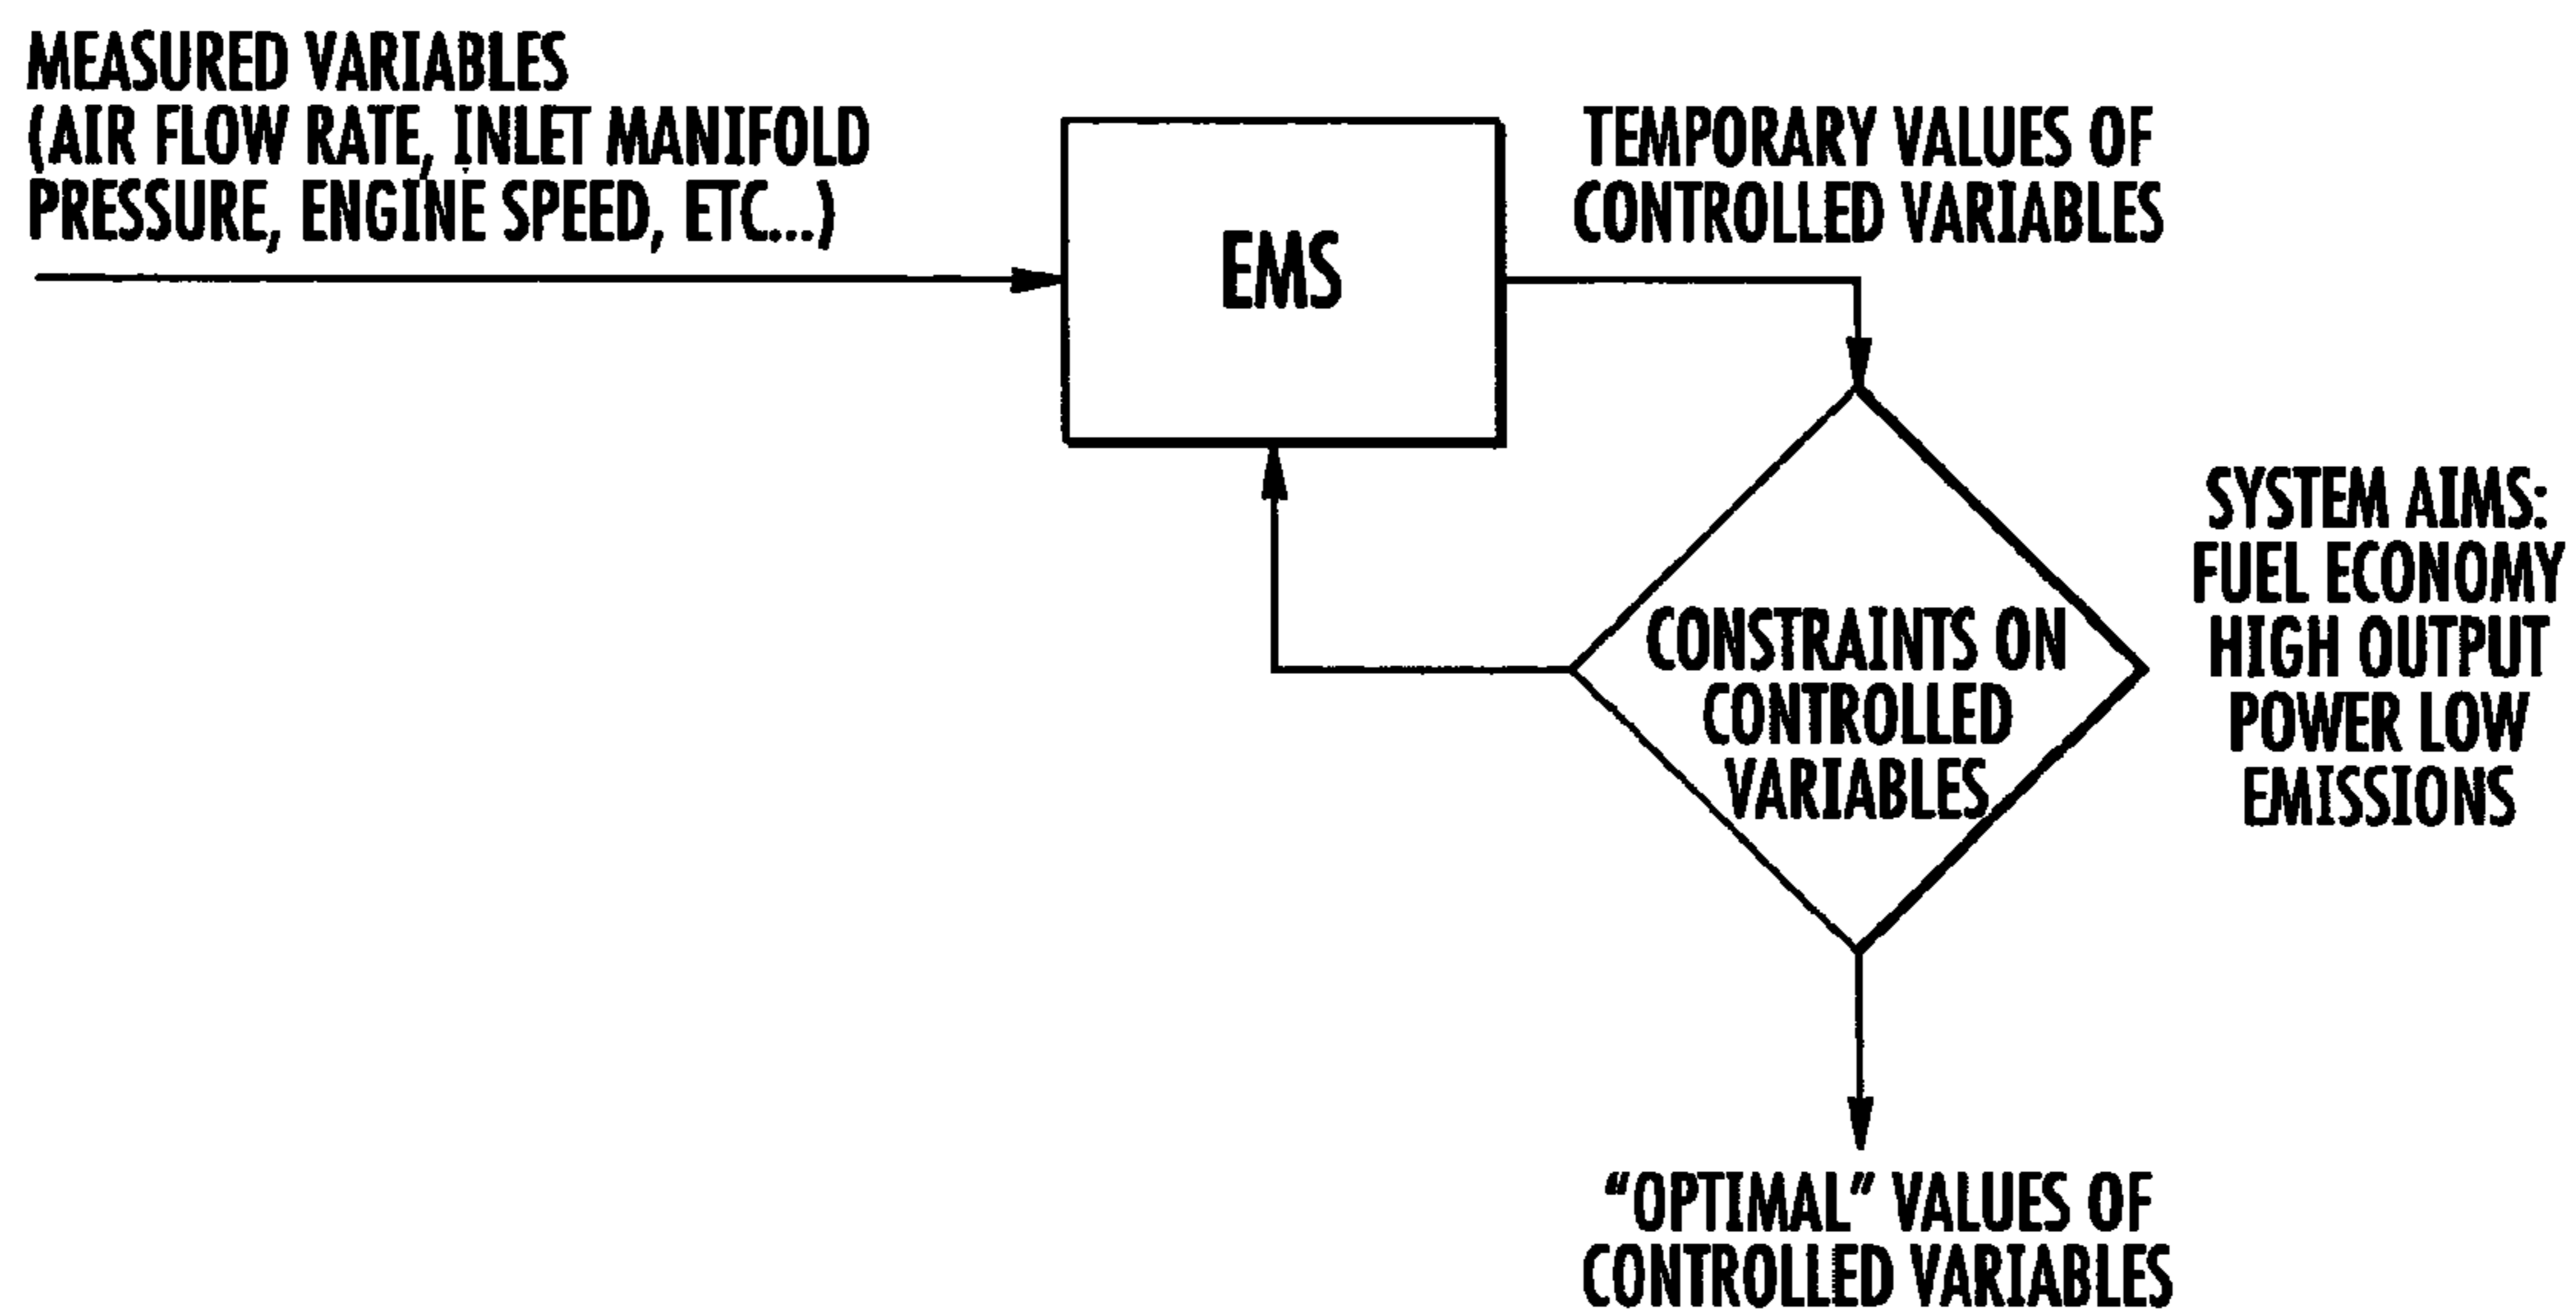 MEASURED VARIABLES
(AIR FLOW RATE, INLET MANIFOLD
PRESSURE, ENGINE SPEED, ETC...)
EMS
TEMPORARY VALUES OF
CONTROLLED VARIABLES
CONSTRAINTS ON
CONTROLLED
VARIABLES
SYSTEM AIMS:
FUEL ECONOMY
HIGH OUTPUT
POWER LOW
EMISSIONS
“OPTIMAL” VALUES OF
CONTROLLED VARIABLES